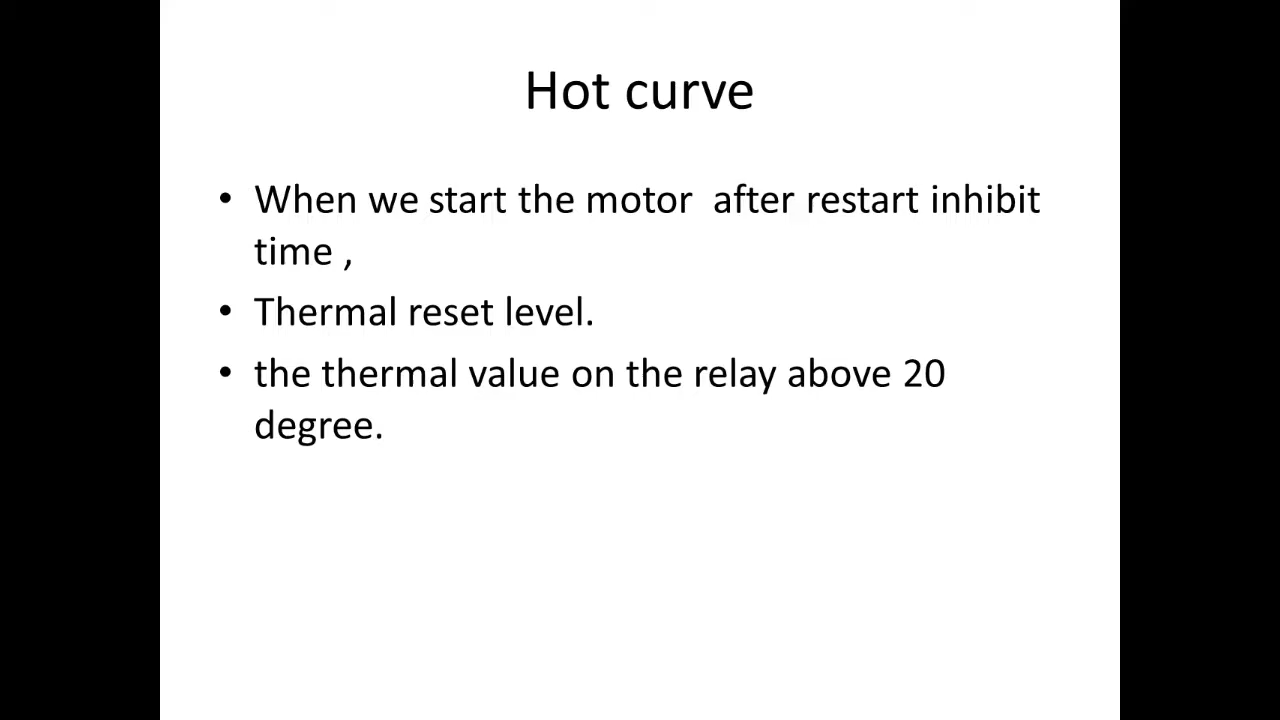 Hot curve
• When we start the motor  after restart inhibit
time ,
• Thermal reset level.
• the thermal value on the relay above 20
degree.